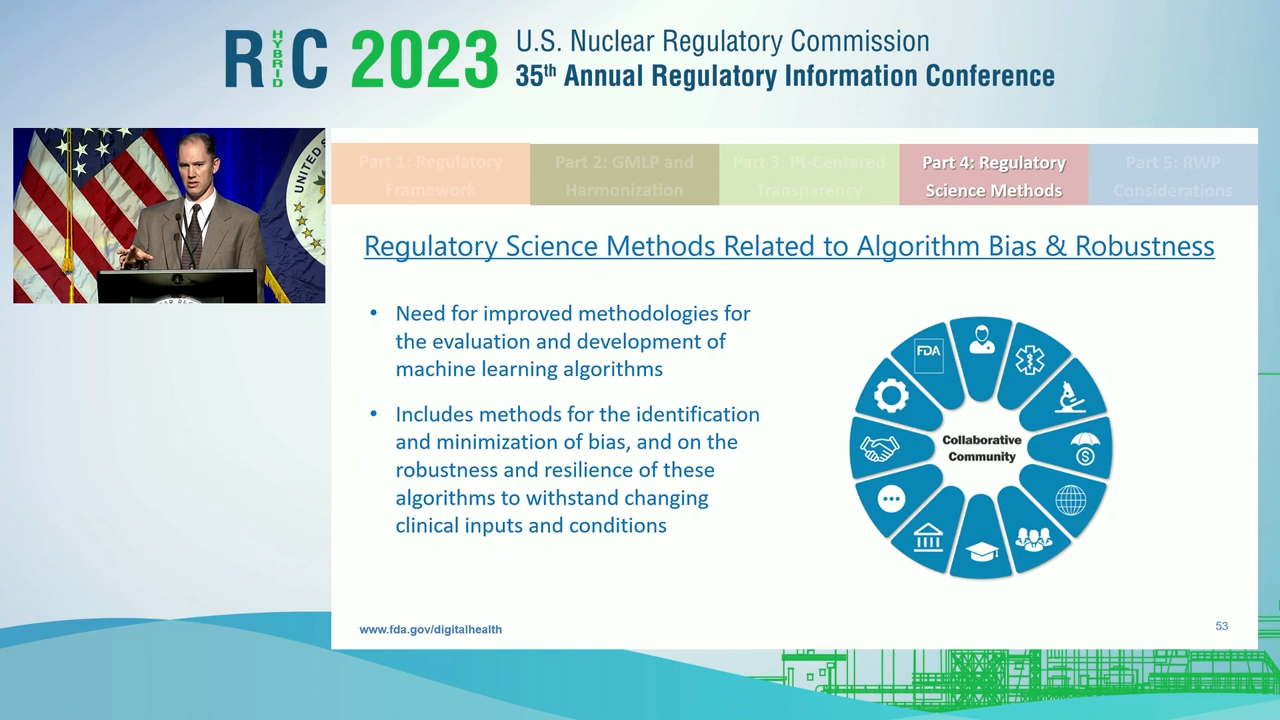 RIC 2023
HYBRID
U.S. Nuclear Regulatory Commission
35th Annual Regulatory Information Conference
UNITED
Part 1: Regulatory
Framework
Part 2: GMLP and
Harmonization
Part 3: Pt-Centered
Transparency
Part 4: Regulatory
Science Methods
Part 5: RWP
Considerations
Regulatory Science Methods Related to Algorithm Bias & Robustness
• Need for improved methodologies for
the evaluation and development of
machine learning algorithms
• Includes methods for the identification
and minimization of bias, and on the
robustness and resilience of these
algorithms to withstand changing
clinical inputs and conditions
FDA
Collaborative
Community
www.fda.gov/digitalhealth
53